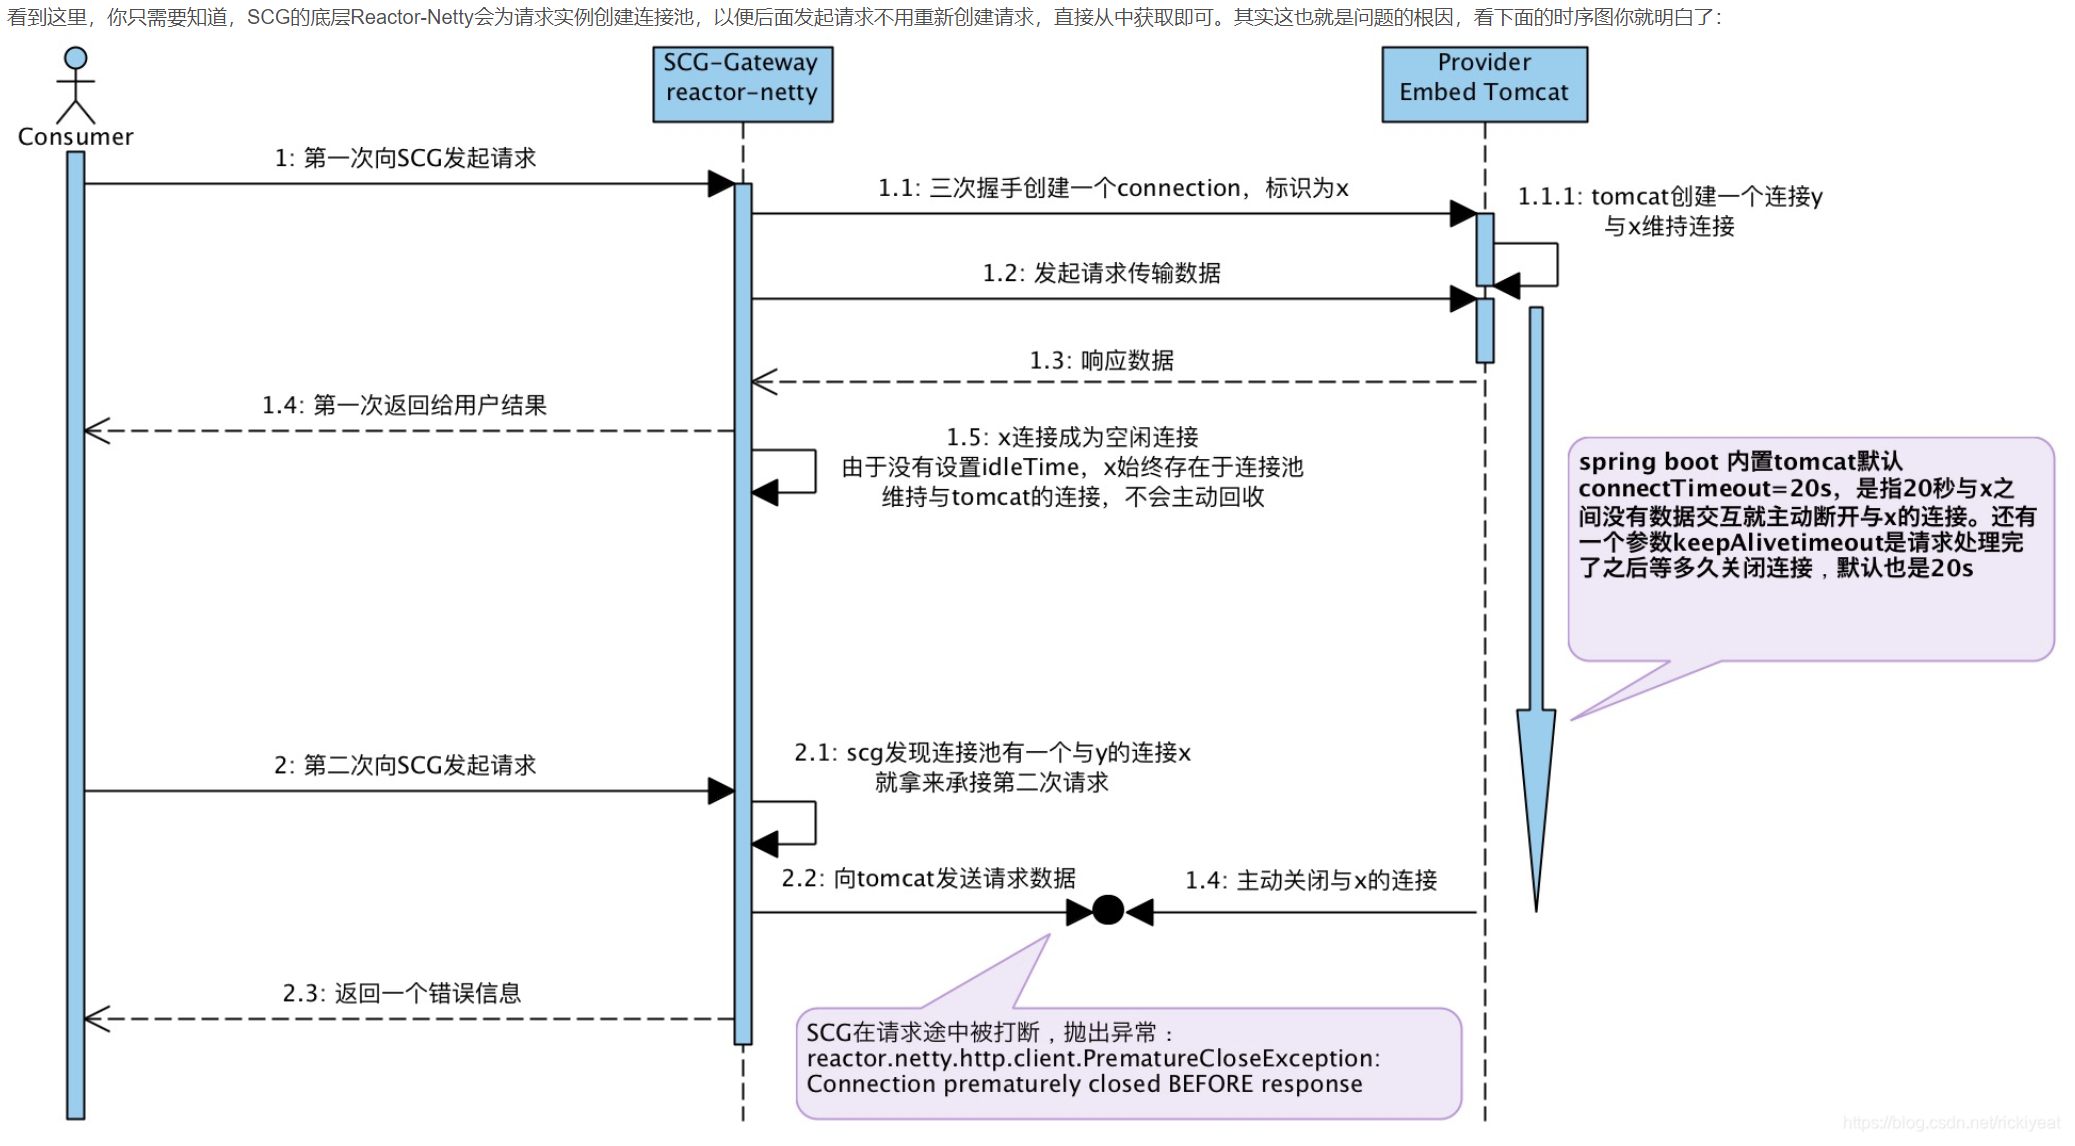 看到这里，你只需要知道，SCG的底层Reactor-Netty会为请求实例创建连接池，以便后面发起请求不用重新创建请求，直接从中获取即可。其实这也就是问题的根因，看下面的时序图你就明白了：
SCG-Gateway
reactor-netty
Provider
Embed Tomcat
Consumer
1: 第一次向SCG发起请求
1.1: 三次握手创建一个connection，标识为x
1.1.1: tomcat创建一个连接y
与x维持连接
1.2: 发起请求传输数据
1.3: 响应数据
1.4: 第一次返回给用户结果
1.5: x连接成为空闲连接
由于没有设置idleTime，x始终存在于连接池
维持与tomcat的连接，不会主动回收
spring boot 内置tomcat默认
connectTimeout=20s，是指20秒与x之
间没有数据交互就主动断开与x的连接。还有
一个参数keepAlivetimeout是请求处理完
了之后等多久关闭连接，默认也是20s
2: 第二次向SCG发起请求
2.1: scg发现连接池有一个与y的连接x
就拿来承接第二次请求
2.2: 向tomcat发送请求数据
1.4: 主动关闭与x的连接
2.3: 返回一个错误信息
SCG在请求途中被打断，抛出异常：
reactor.netty.http.client.PrematureCloseException:
Connection prematurely closed BEFORE response
https://blog.csdn.net/rickiyeat